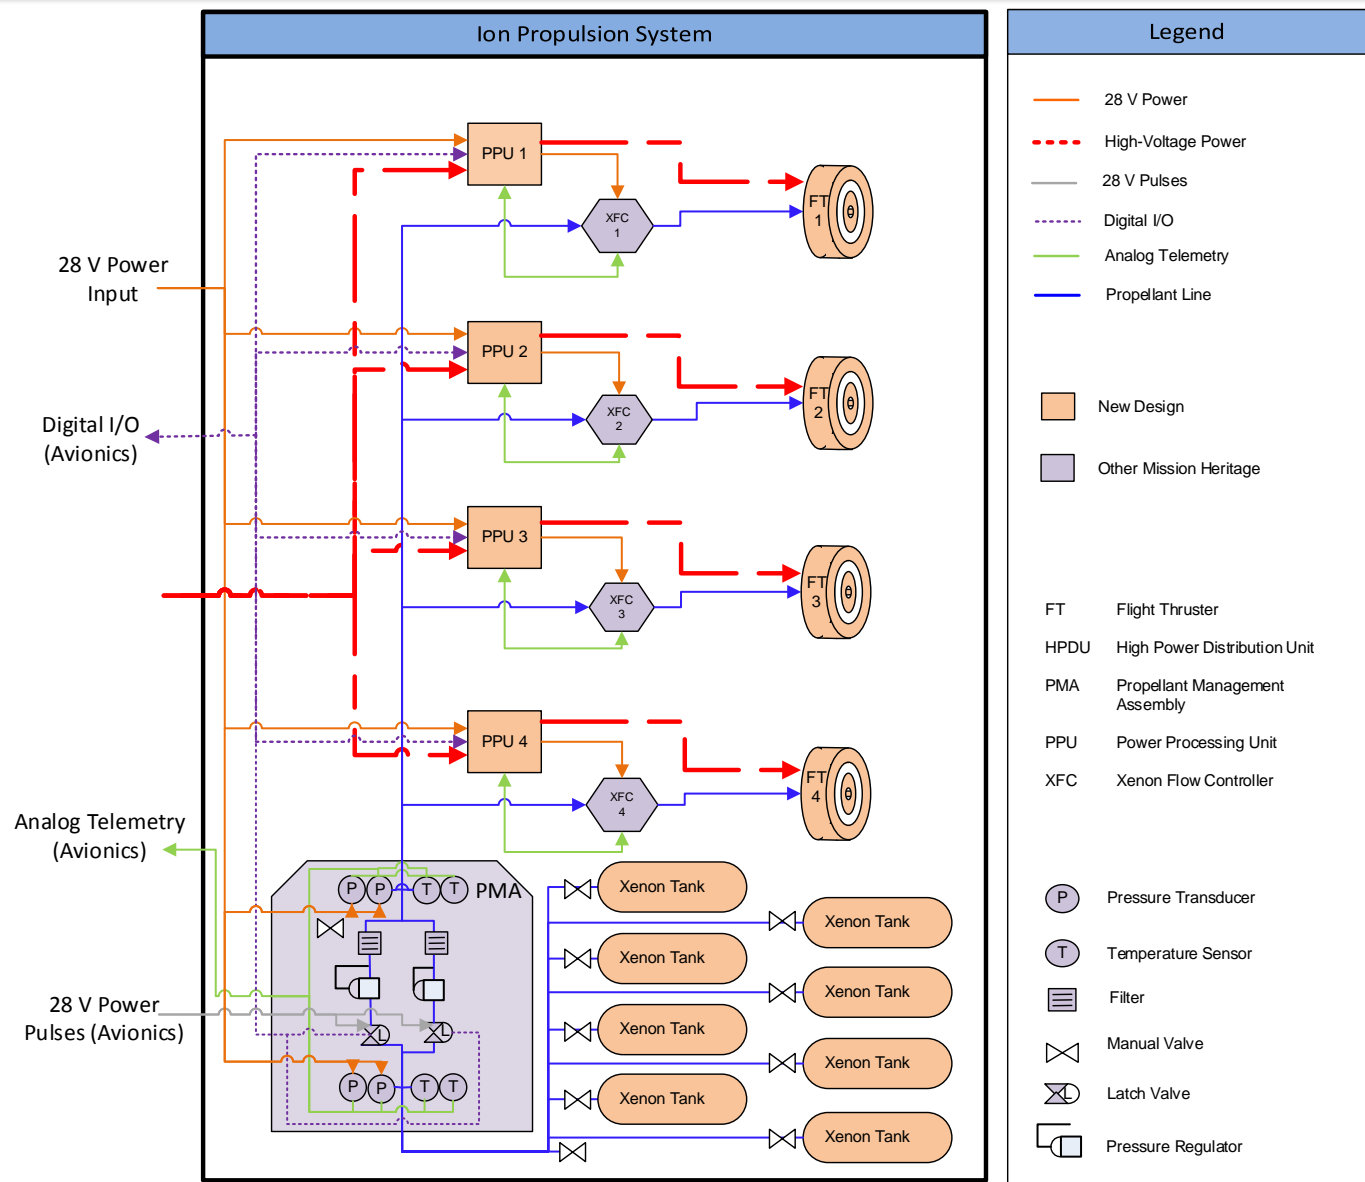 Ion Propulsion System
Legend
28 V Power
High-Voltage Power
28 V Pulses
Digital I/O
Analog Telemetry
Propellant Line
New Design
Other Mission Heritage
FT Flight Thruster
HPDU High Power Distribution Unit
PMA Propellant Management
Assembly
PPU Power Processing Unit
XFC Xenon Flow Controller
P Pressure Transducer
T Temperature Sensor
Filter
Manual Valve
L Latch Valve
Pressure Regulator
28 V Power
Input
Digital I/O
(Avionics)
Analog Telemetry
(Avionics)
28 V Power
Pulses (Avionics)
PPU 1
XFC
1
FT
1
PPU 2
XFC
2
FT
2
PPU 3
XFC
3
FT
3
PPU 4
XFC
4
FT
4
P P T T PMA
L L
P P T T
Xenon Tank
Xenon Tank
Xenon Tank
Xenon Tank
Xenon Tank
Xenon Tank
Xenon Tank
Xenon Tank